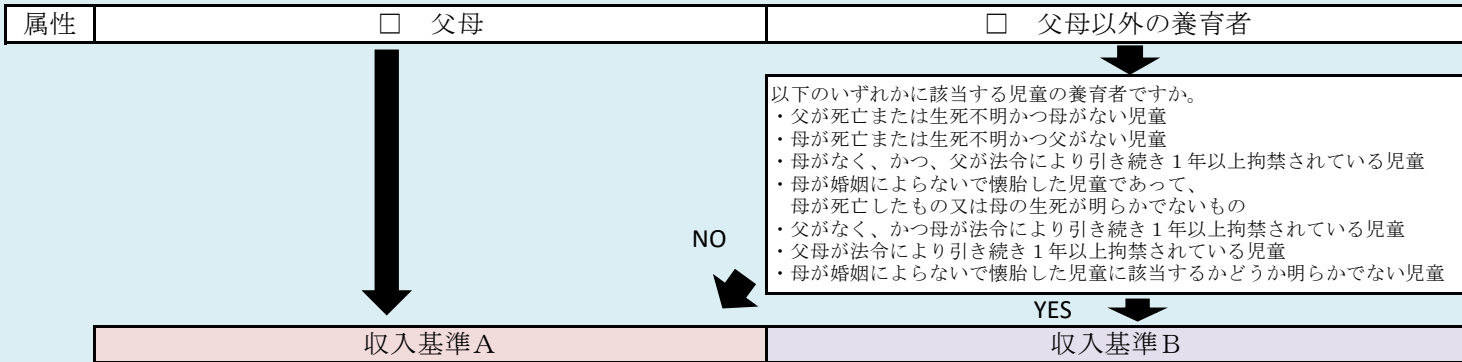 属性 □ 父母 □ 父母以外の養育者
以下のいずれかに該当する児童の養育者ですか。
・父が死亡または生死不明かつ母がない児童
・母が死亡または生死不明かつ父がない児童
・母がなく、かつ、父が法令により引き続き１年以上拘禁されている児童
・母が婚姻によらないで懐胎した児童であって、
母が死亡したもの又は母の生死が明らかでないもの
・父がなく、かつ母が法令により引き続き１年以上拘禁されている児童
・父母が法令により引き続き１年以上拘禁されている児童
・母が婚姻によらないで懐胎した児童に該当するかどうか明らかでない児童
NO
YES
収入基準Ａ 収入基準Ｂ